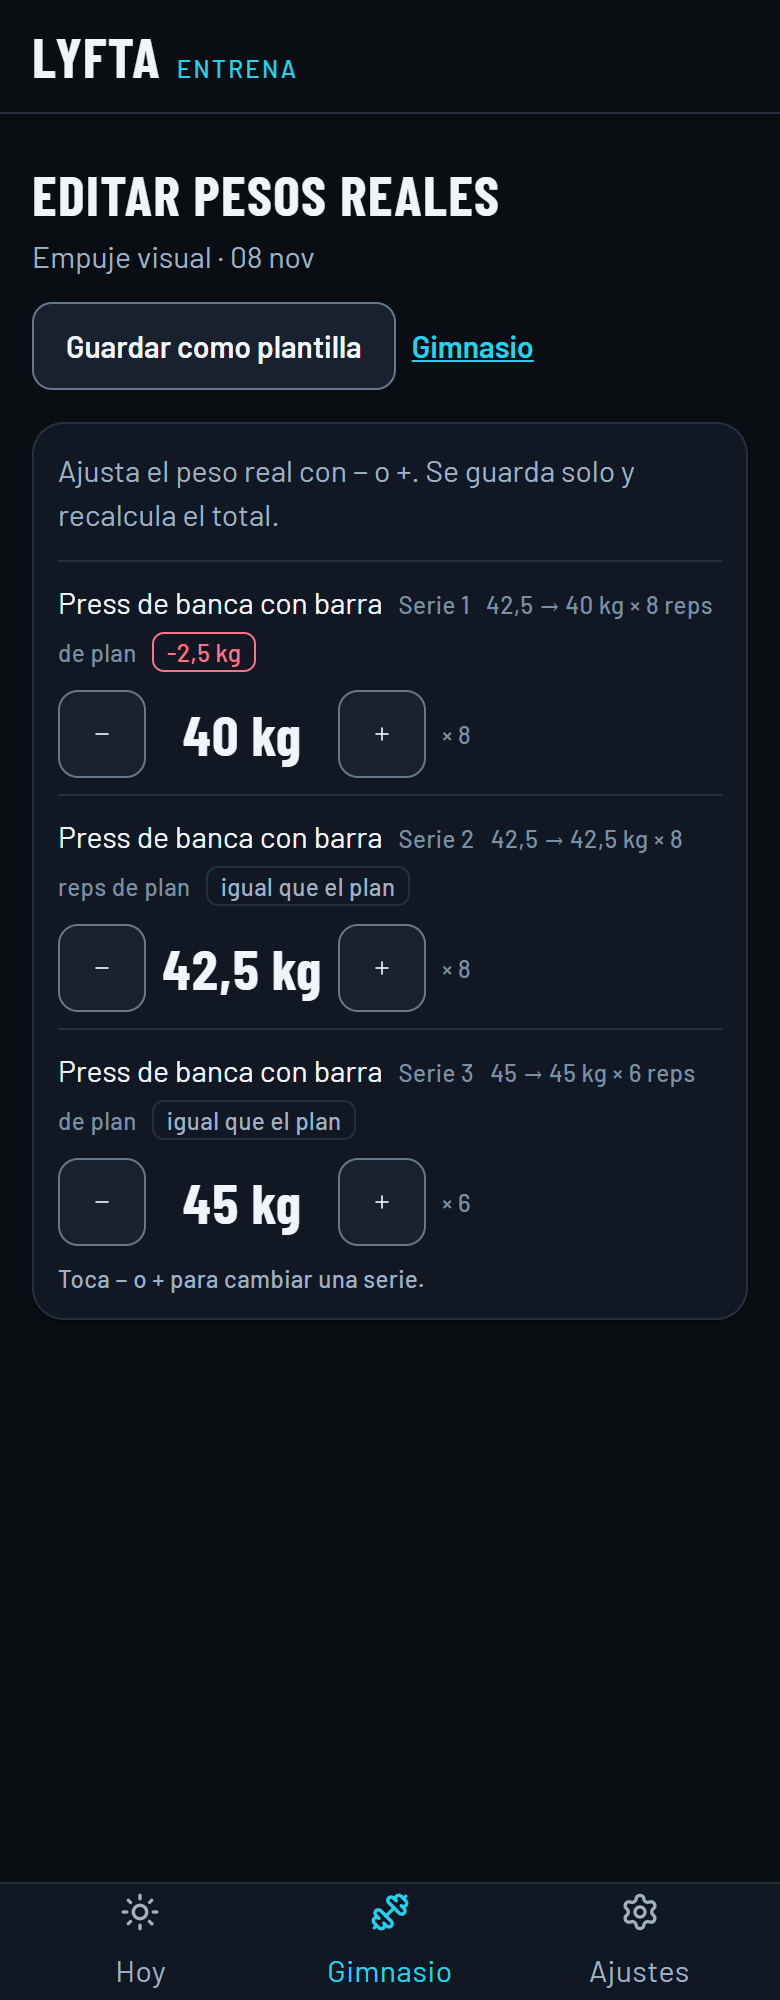 LYFTA ENTRENA
EDITAR PESOS REALES
Empuje visual · 08 nov
Guardar como plantilla Gimnasio
Ajusta el peso real con − o +. Se guarda solo y
recalcula el total.
Press de banca con barra Serie 1 42,5 → 40 kg × 8 reps
de plan -2,5 kg
− 40 kg + × 8
Press de banca con barra Serie 2 42,5 → 42,5 kg × 8
reps de plan igual que el plan
− 42,5 kg + × 8
Press de banca con barra Serie 3 45 → 45 kg × 6 reps
de plan igual que el plan
− 45 kg + × 6
Toca − o + para cambiar una serie.
Hoy Gimnasio Ajustes